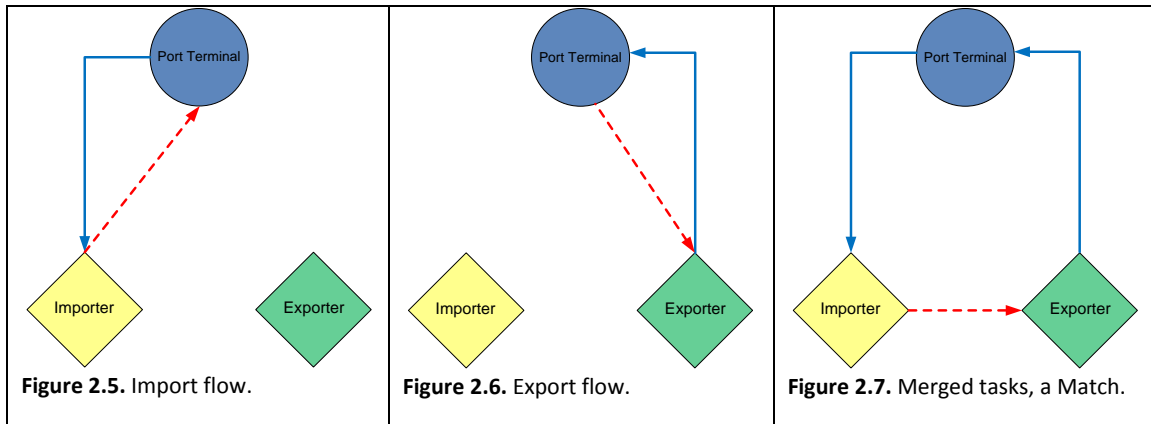 Port Terminal
Importer
Exporter
Figure 2.5. Import flow.
Port Terminal
Importer
Exporter
Figure 2.6. Export flow.
Port Terminal
Importer
Exporter
Figure 2.7. Merged tasks, a Match.